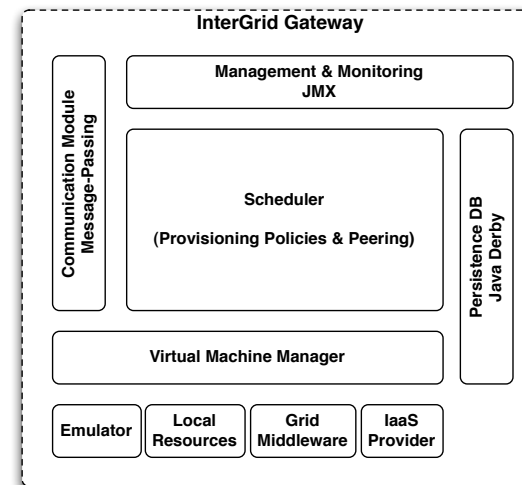 InterGrid Gateway
Communication Module
Message-Passing
Management & Monitoring
JMX
Scheduler
(Provisioning Policies & Peering)
Persistence DB
Java Derby
Virtual Machine Manager
Emulator
Local
Resources
Grid
Middleware
IaaS
Provider